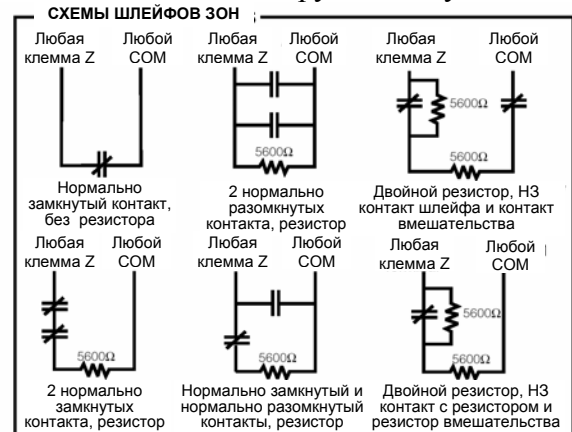 СХЕМЫ ШЛЕЙФОВ ЗОН
Любая клемма Z
Любой COM
Нормально
замкнутый контакт,
без резистора
Любая клемма Z
Любой COM
5600Ω
2 нормально
разомкнутых
контакта, резистор
Любая клемма Z
Любой COM
5600Ω
5600Ω
Двойной резистор, НЗ
контакт шлейфа и контакт
вмешательства
Любая клемма Z
Любой COM
5600Ω
2 нормально
замкнутых
контакта, резистор
Любая клемма Z
Любой COM
5600Ω
Нормально замкнутый и
нормально разомкнутый
контакты, резистор
Любая клемма Z
Любой COM
5600Ω
5600Ω
Двойной резистор, НЗ
контакт с резистором и
резистор вмешательства